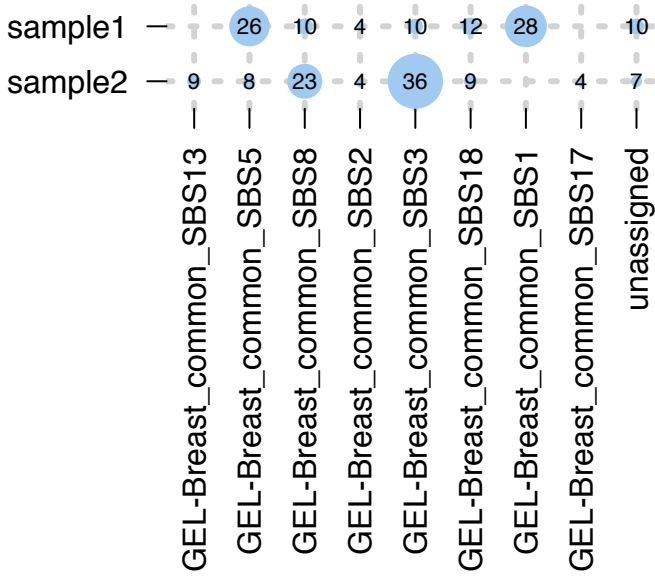 sample1 26 10 4 10 12 28 10
sample2 9 8 23 4 36 9 4 7
GEL-Breast_common_SBS13
GEL-Breast_common_SBS5
GEL-Breast_common_SBS8
GEL-Breast_common_SBS2
GEL-Breast_common_SBS3
GEL-Breast_common_SBS18
GEL-Breast_common_SBS1
GEL-Breast_common_SBS17
unassigned